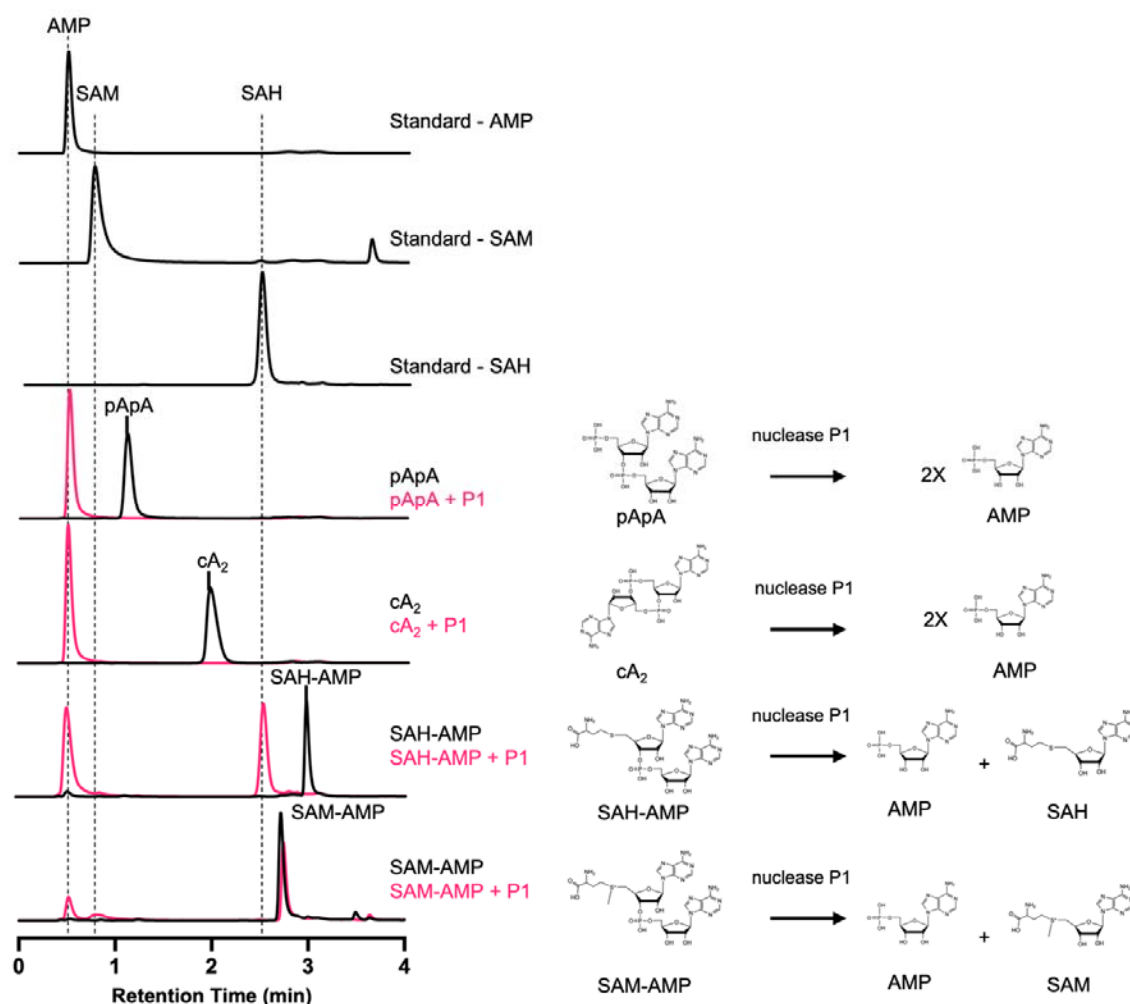 AMP
SAM
SAH
Standard - AMP
Standard - SAM
Standard - SAH
pApA
pApA
pApA + P1
cA2
cA2
cA2 + P1
SAH-AMP
SAH-AMP
SAH-AMP + P1
SAM-AMP
SAM-AMP
SAM-AMP + P1
0 1 2 3 4
Retention Time (min)
nuclease P1
2X
pApA
AMP
nuclease P1
2X
cA2
AMP
nuclease P1
+
SAH-AMP
AMP
SAH
nuclease P1
+
SAM-AMP
AMP
SAM